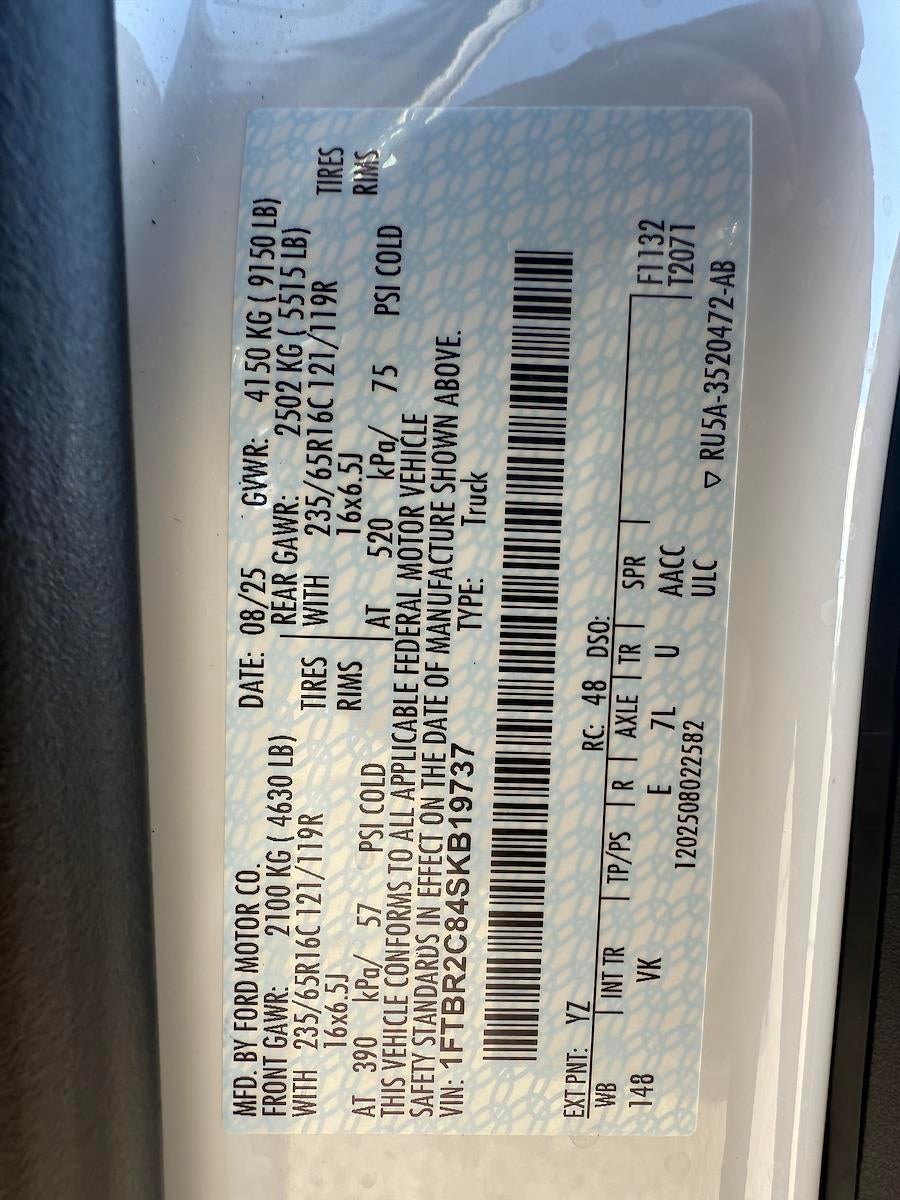 MFD. BY FORD MOTOR CO. DATE: 08/25 GVWR: 4150 KG ( 9150 LB)
FRONT GAWR: 2100 KG ( 4630 LB) REAR GAWR: 2502 KG ( 5515 LB)
WITH 235/65R16C 121/119R TIRES WITH 235/65R16C 121/119R TIRES
16x6.5J RIMS 16x6.5J RIMS
AT 390 kPa/ 57 PSI COLD AT 520 kPa/ 75 PSI COLD
THIS VEHICLE CONFORMS TO ALL APPLICABLE FEDERAL MOTOR VEHICLE
SAFETY STANDARDS IN EFFECT ON THE DATE OF MANUFACTURE SHOWN ABOVE.
VIN: 1FTBR2C84SKB19737 TYPE: Truck
EXT PNT: YZ RC: 48 DSO:
WB INT TR TP/PS R AXLE TR SPR F1132
148 VK E 7L U AACC T2071
1202508022582 ULC
▽ RU5A-3520472-AB